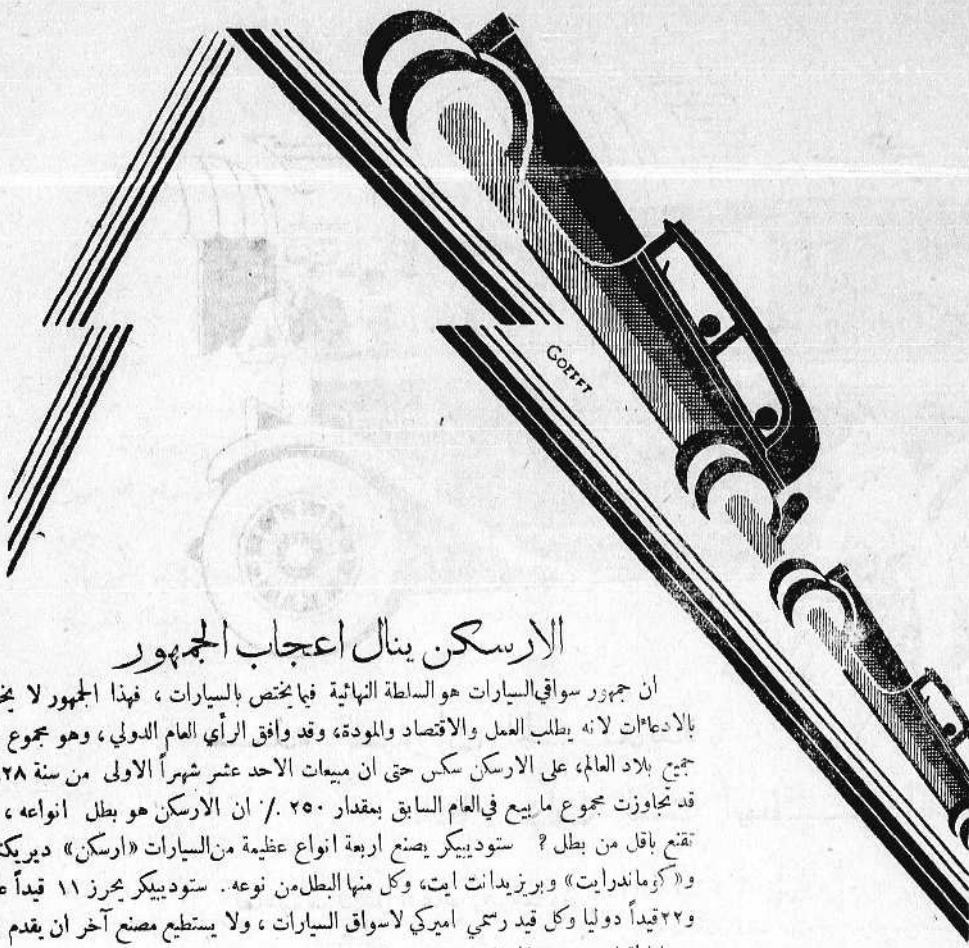 GOEFFT
الارسكن ينال اعجاب الجمهور
ان جمهور سواقي السيارات هو السلطة النهائية فيما يختص بالسيارات ، فهذا الجمهور لا
بالادعاآت لانه يطلب العمل والاقتصاد والمودة، وقد وافق الرأي العام الدولي، وهو مجموع
جميع بلاد العالم، على الارسكن سكس حتى ان مبيعات الاحد عشر شهراً الاولى من سنة ٢٨
قد تجاوزت مجموع ما بيع في العام السابق بمقدار ٢٥٠ ٪ ان الارسكن هو بطل انواعه ،
تقتع باقل من بطل ؟ ستوديبيكر يصنع اربعة انواع عظيمة من السيارات «ارسكن»
و«كوماندرايت» وبريزيدانت ايت، وكل منها البطل من نوعه . ستوديبيكر يحرز ١١ قيداً
و٢٢ قيداً دوليا وكل قيد رسمي اميركي لاسواق السيارات ، ولا يستطيع مصنع آخر ان يقدم